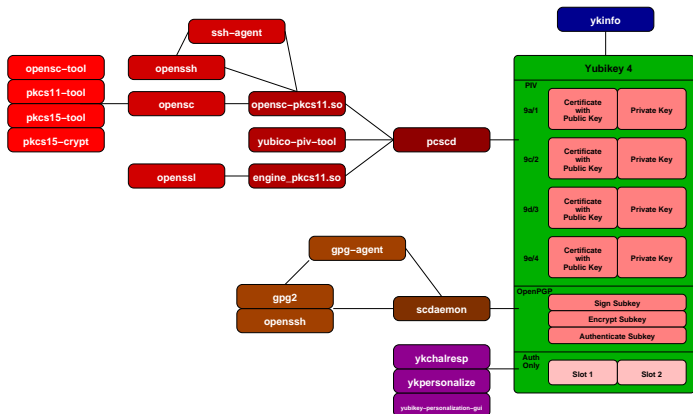 ykinfo
ssh-agent
openssh
opensc-tool
pkcs11-tool
pkcs15-tool
pkcs15-crypt
opensc
opensc-pkcs11.so
yubico-piv-tool
openssl
engine_pkcs11.so
pcscd
Yubikey 4
PIV
9a/1
Certificate
with
Public Key
Private Key
9c/2
Certificate
with
Public Key
Private Key
9d/3
Certificate
with
Public Key
Private Key
9e/4
Certificate
with
Public Key
Private Key
gpg-agent
gpg2
openssh
scdaemon
OpenPGP
Sign Subkey
Encrypt Subkey
Authenticate Subkey
ykchalresp
ykpersonalize
yubikey-personalization-gui
Auth
Only
Slot 1
Slot 2